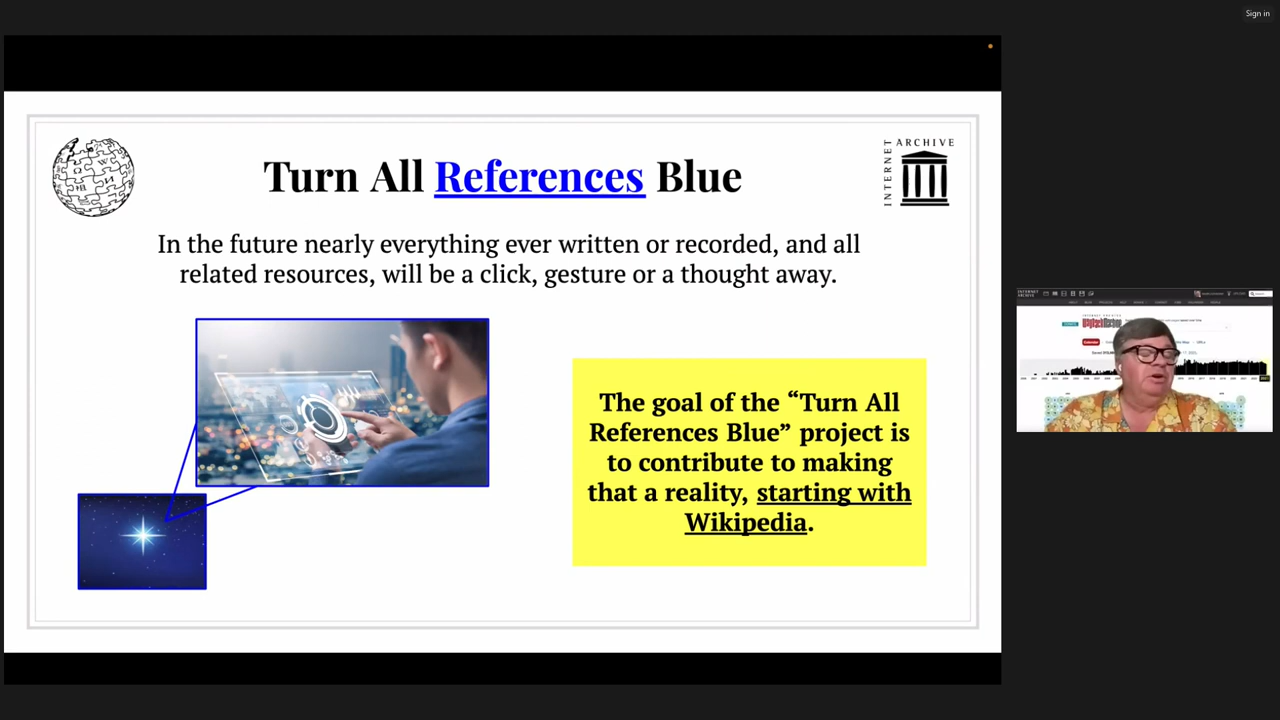 Sign in
INTERNET
ARCHIVE
Turn All References Blue
In the future nearly everything ever written or recorded, and all
related resources, will be a click, gesture or a thought away.
The goal of the “Turn All
References Blue” project is
to contribute to making
that a reality, starting with
Wikipedia.